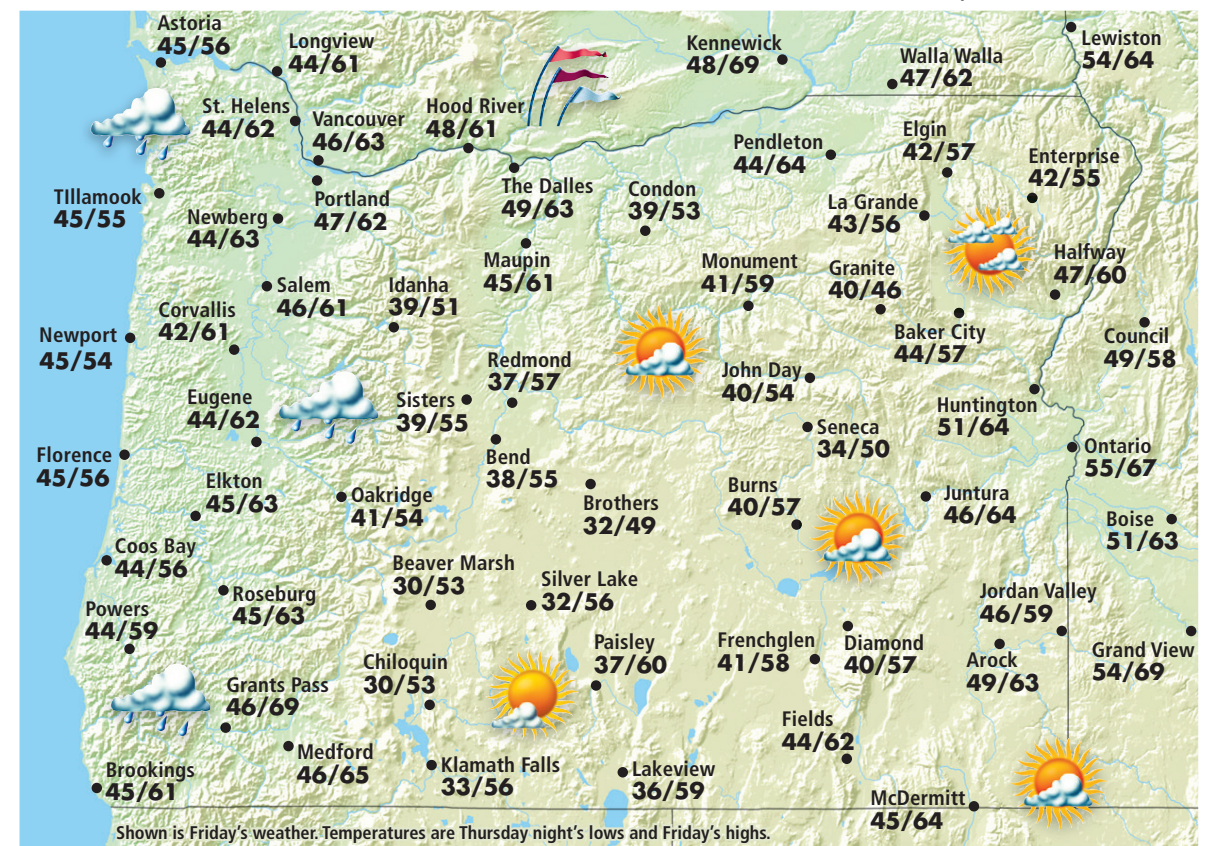 Astoria
45/56
Longview
44/61
Kennewick
48/69
Walla Walla
47/62
Lewiston
54/64
St. Helens
44/62
Vancouver
46/63
Hood River
48/61
Pendleton
44/64
Elgin
42/57
Enterprise
42/55
TIllamook
45/55
Newberg
44/63
Portland
47/62
The Dalles
49/63
Condon
39/53
La Grande
43/56
Maupin
45/61
Monument
41/59
Granite
40/46
Halfway
47/60
Salem
46/61
Idanha
39/51
Corvallis
42/61
Newport
45/54
Baker City
44/57
Council
49/58
Redmond
37/57
John Day
40/54
Eugene
44/62
Sisters
39/55
Huntington
51/64
Seneca
34/50
Florence
45/56
Bend
38/55
Ontario
55/67
Elkton
45/63
Oakridge
41/54
Brothers
32/49
Burns
40/57
Juntura
46/64
Boise
51/63
Coos Bay
44/56
Beaver Marsh
30/53
Silver Lake
32/56
Roseburg
45/63
Jordan Valley
46/59
Powers
44/59
Paisley
37/60
Frenchglen
41/58
Diamond
40/57
Arock
49/63
Grand View
54/69
Chiloquin
30/53
Grants Pass
46/69
Fields
44/62
Medford
46/65
Klamath Falls
33/56
Lakeview
36/59
Brookings
45/61
McDermitt
45/64
Shown is Friday's weather. Temperatures are Thursday night's lows and Friday's highs.